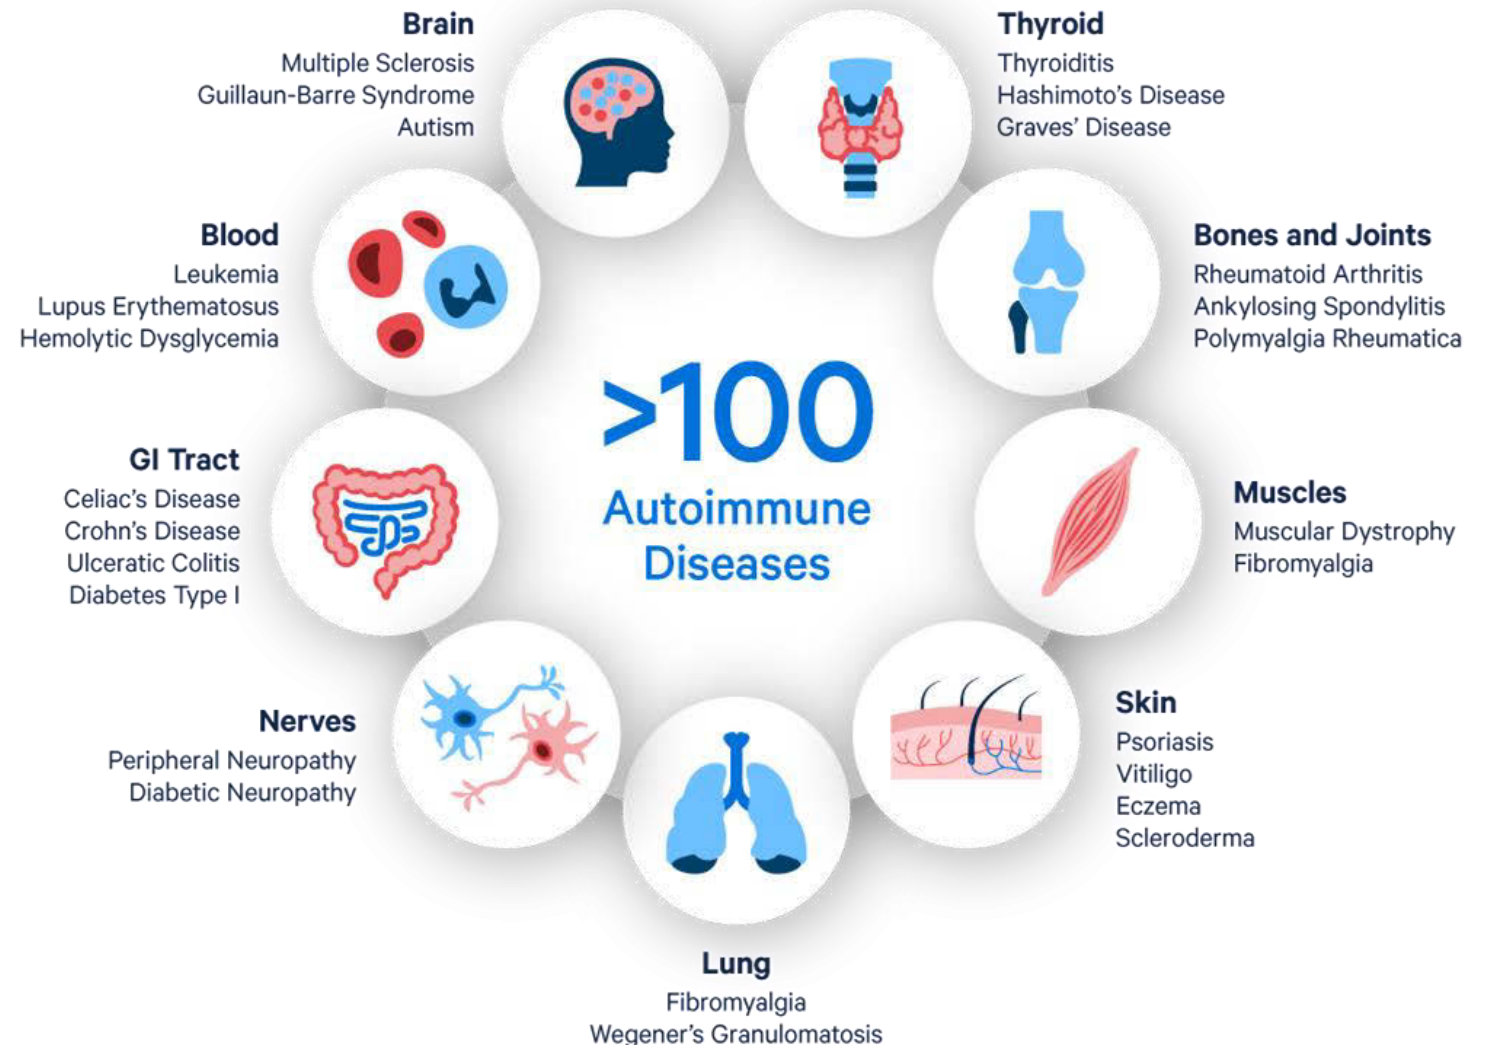 Brain
Multiple Sclerosis
Guillaun-Barre Syndrome
Autism
Thyroid
Thyroiditis
Hashimoto's Disease
Graves' Disease
Blood
Leukemia
Lupus Erythematosus
Hemolytic Dysglycemia
Bones and Joints
Rheumatoid Arthritis
Ankylosing Spondylitis
Polymyalgia Rheumatica
>100
Autoimmune
Diseases
GI Tract
Celiac's Disease
Crohn's Disease
Ulceratic Colitis
Diabetes Type I
Muscles
Muscular Dystrophy
Fibromyalgia
Nerves
Peripheral Neuropathy
Diabetic Neuropathy
Skin
Psoriasis
Vitiligo
Eczema
Scleroderma
Lung
Fibromyalgia
Wegener's Granulomatosis